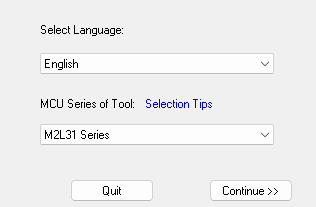 Select Language:
English
MCU Series of Tool: Selection Tips
M2L31 Series
Quit Continue >>